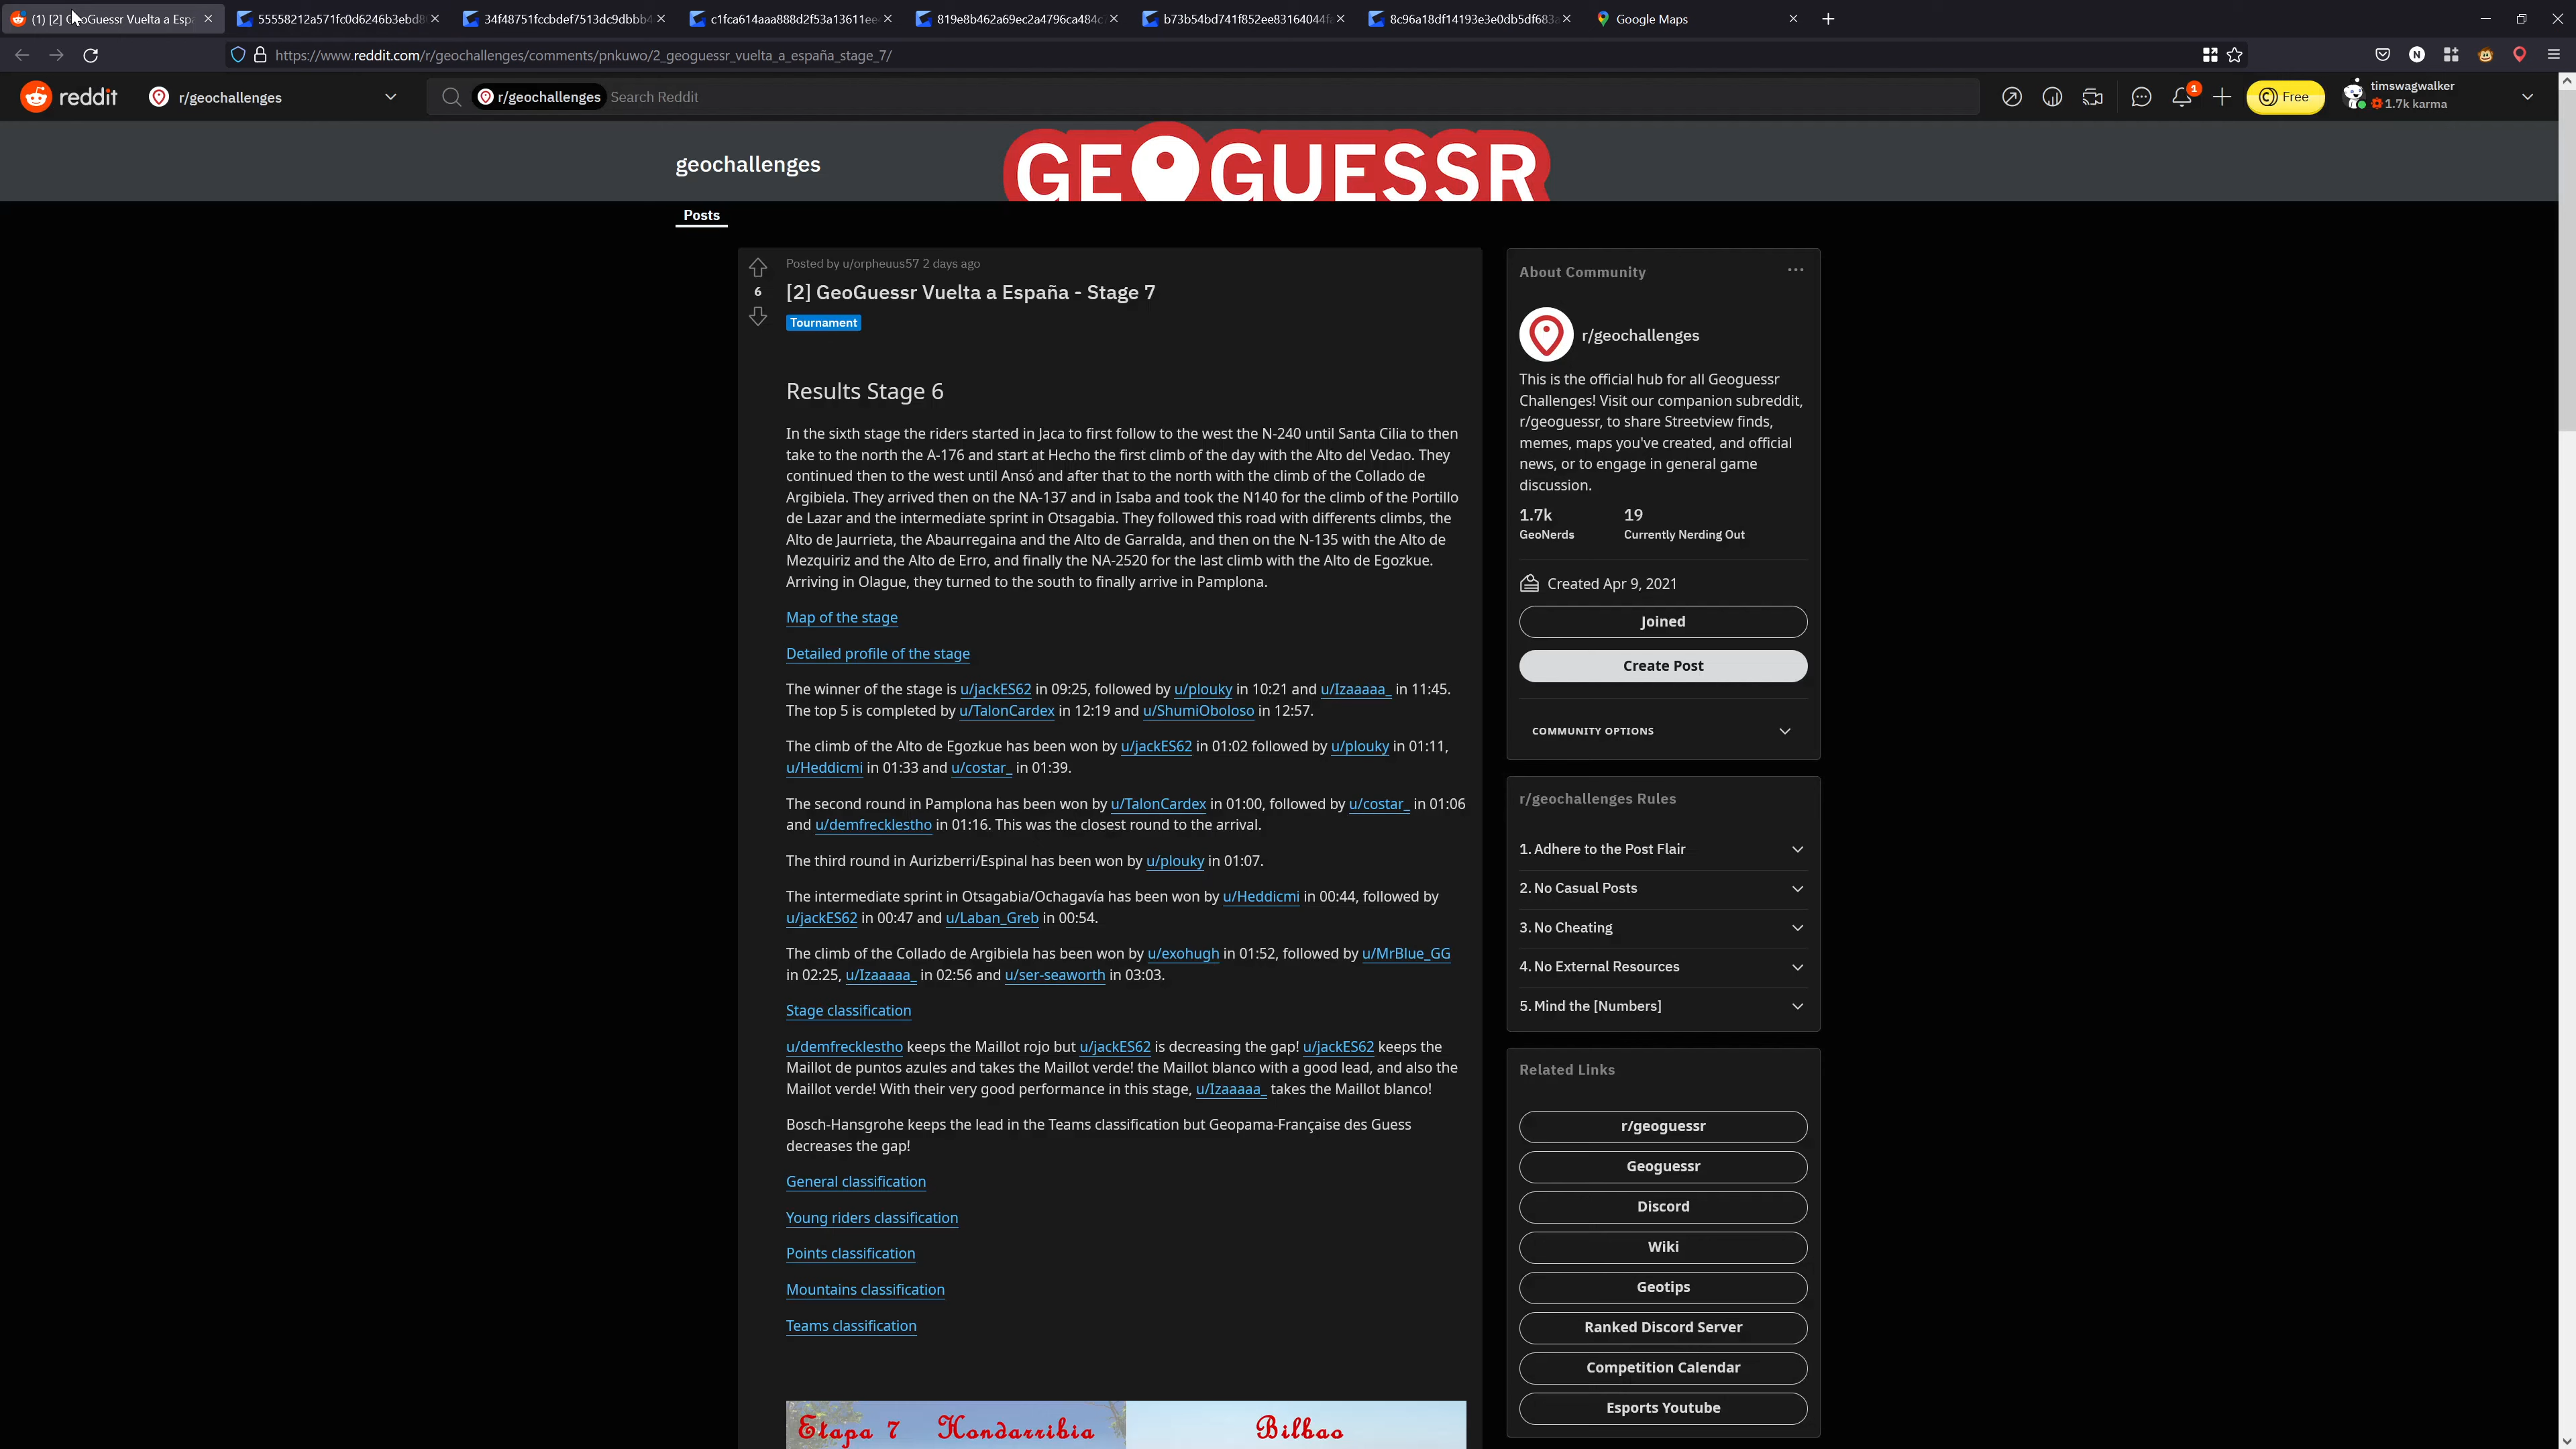 (1) [2] GeoGuessr Vuelta a Esp
55558212a571fc0d6246b3ebd8
34f48751fccbdef7513dc9dbbb4
c1fca614aaa888d2f53a13611ee
819e8b462a69ec2a4796ca484c
b73b54bd741f852ee83164044f
8c96a18df14193e3e0db5df683
Google Maps
https://www.reddit.com/r/geochallenges/comments/pnkuwo/2_geoguessr_vuelta_a_españa_stage_7/
N
reddit
r/geochallenges
r/geochallenges Search Reddit
1
Free
timswagwalker
1.7k karma
geochallenges
GEOGUESSR
Posts
Posted by u/orpheuus57 2 days ago
6
[2] GeoGuessr Vuelta a España - Stage 7
Tournament
Results Stage 6
In the sixth stage the riders started in Jaca to first follow to the west the N-240 until Santa Cilia to then
take to the north the A-176 and start at Hecho the first climb of the day with the Alto del Vedao. They
continued then to the west until Ansó and after that to the north with the climb of the Collado de
Argibiela. They arrived then on the NA-137 and in Isaba and took the N140 for the climb of the Portillo
de Lazar and the intermediate sprint in Otsagabia. They followed this road with differents climbs, the
Alto de Jaurrieta, the Abaurregaina and the Alto de Garralda, and then on the N-135 with the Alto de
Mezquiriz and the Alto de Erro, and finally the NA-2520 for the last climb with the Alto de Egozkue.
Arriving in Olague, they turned to the south to finally arrive in Pamplona.
Map of the stage
Detailed profile of the stage
The winner of the stage is u/jackES62 in 09:25, followed by u/plouky in 10:21 and u/Izaaaaa_ in 11:45.
The top 5 is completed by u/TalonCardex in 12:19 and u/ShumiOboloso in 12:57.
The climb of the Alto de Egozkue has been won by u/jackES62 in 01:02 followed by u/plouky in 01:11,
u/Heddicmi in 01:33 and u/costar_ in 01:39.
The second round in Pamplona has been won by u/TalonCardex in 01:00, followed by u/costar_ in 01:06
and u/demfrecklestho in 01:16. This was the closest round to the arrival.
The third round in Aurizberri/Espinal has been won by u/plouky in 01:07.
The intermediate sprint in Otsagabia/Ochagavía has been won by u/Heddicmi in 00:44, followed by
u/jackES62 in 00:47 and u/Laban_Greb in 00:54.
The climb of the Collado de Argibiela has been won by u/exohugh in 01:52, followed by u/MrBlue_GG
in 02:25, u/Izaaaaa_ in 02:56 and u/ser-seaworth in 03:03.
Stage classification
u/demfrecklestho keeps the Maillot rojo but u/jackES62 is decreasing the gap! u/jackES62 keeps the
Maillot de puntos azules and takes the Maillot verde! the Maillot blanco with a good lead, and also the
Maillot verde! With their very good performance in this stage, u/Izaaaaa_ takes the Maillot blanco!
Bosch-Hansgrohe keeps the lead in the Teams classification but Geopama-Française des Guess
decreases the gap!
General classification
Young riders classification
Points classification
Mountains classification
Teams classification
Etapa 7 Hondarribia
Bilbao
About Community
r/geochallenges
This is the official hub for all Geoguessr
Challenges! Visit our companion subreddit,
r/geoguessr, to share Streetview finds,
memes, maps you've created, and official
news, or to engage in general game
discussion.
1.7k
GeoNerds
19
Currently Nerding Out
Created Apr 9, 2021
Joined
Create Post
COMMUNITY OPTIONS
r/geochallenges Rules
1. Adhere to the Post Flair
2. No Casual Posts
3. No Cheating
4. No External Resources
5. Mind the [Numbers]
Related Links
r/geoguessr
Geoguessr
Discord
Wiki
Geotips
Ranked Discord Server
Competition Calendar
Esports Youtube